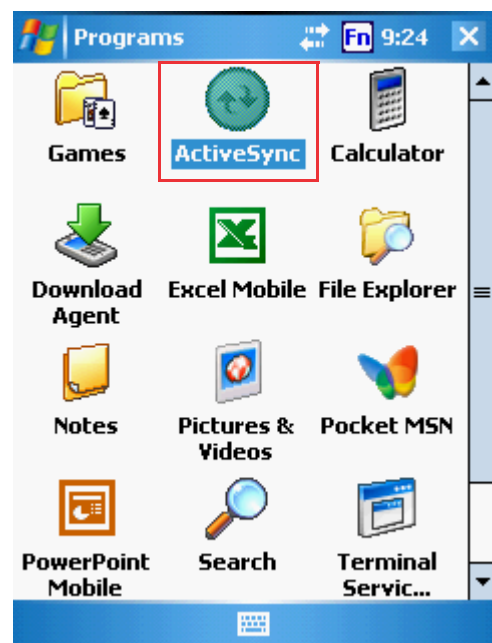 Programs Fn 9:24
Games ActiveSync Calculator
Download Agent Excel Mobile File Explorer
Notes Pictures & Videos Pocket MSN
PowerPoint Mobile Search Terminal Servic...